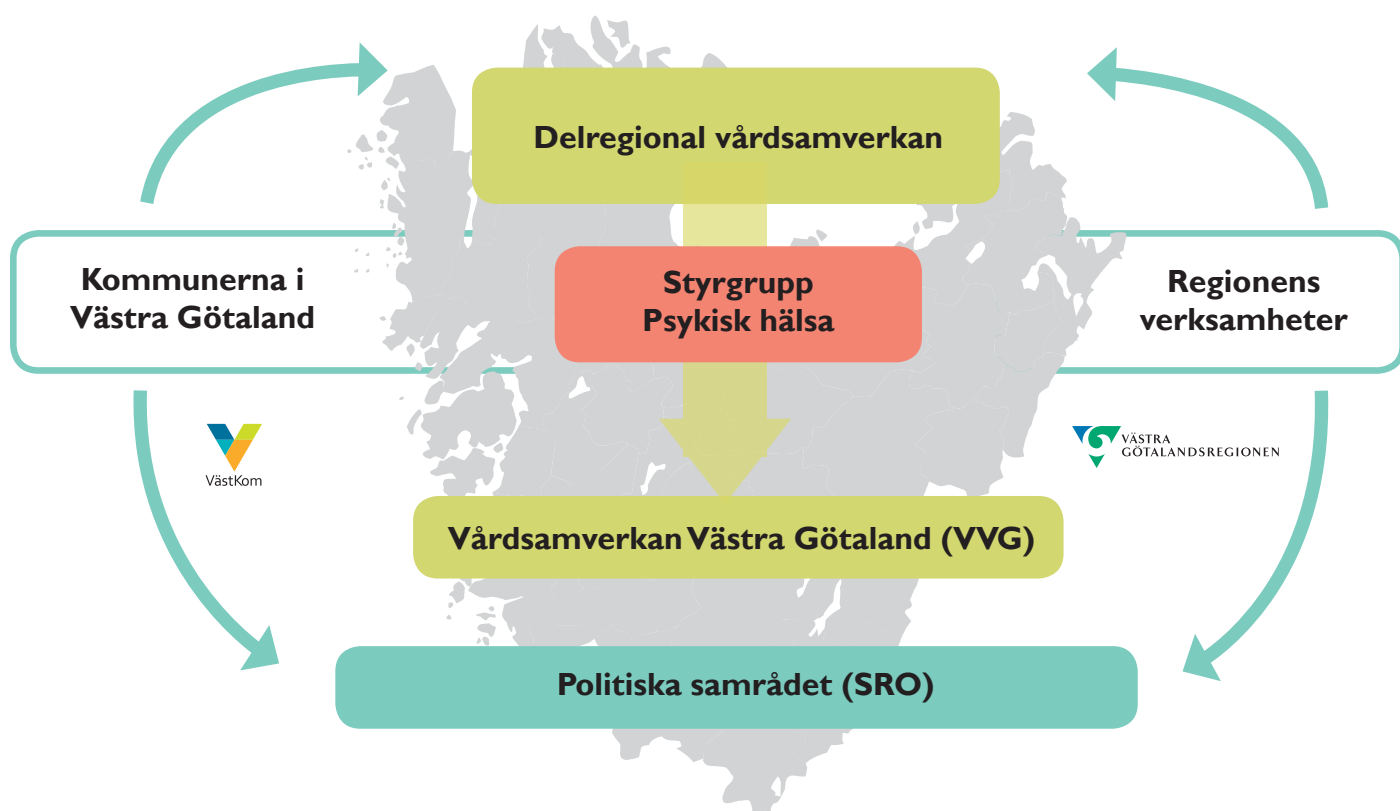 Delregional vårdsamverkan
Kommunerna i
Västra Götaland
Styrgrupp
Psykisk hälsa
Regionens
verksamheter
VästKom
VÄSTRA
GÖTALANDSREGIONEN
Vårdsamverkan Västra Götaland (VVG)
Politiska samrådet (SRO)